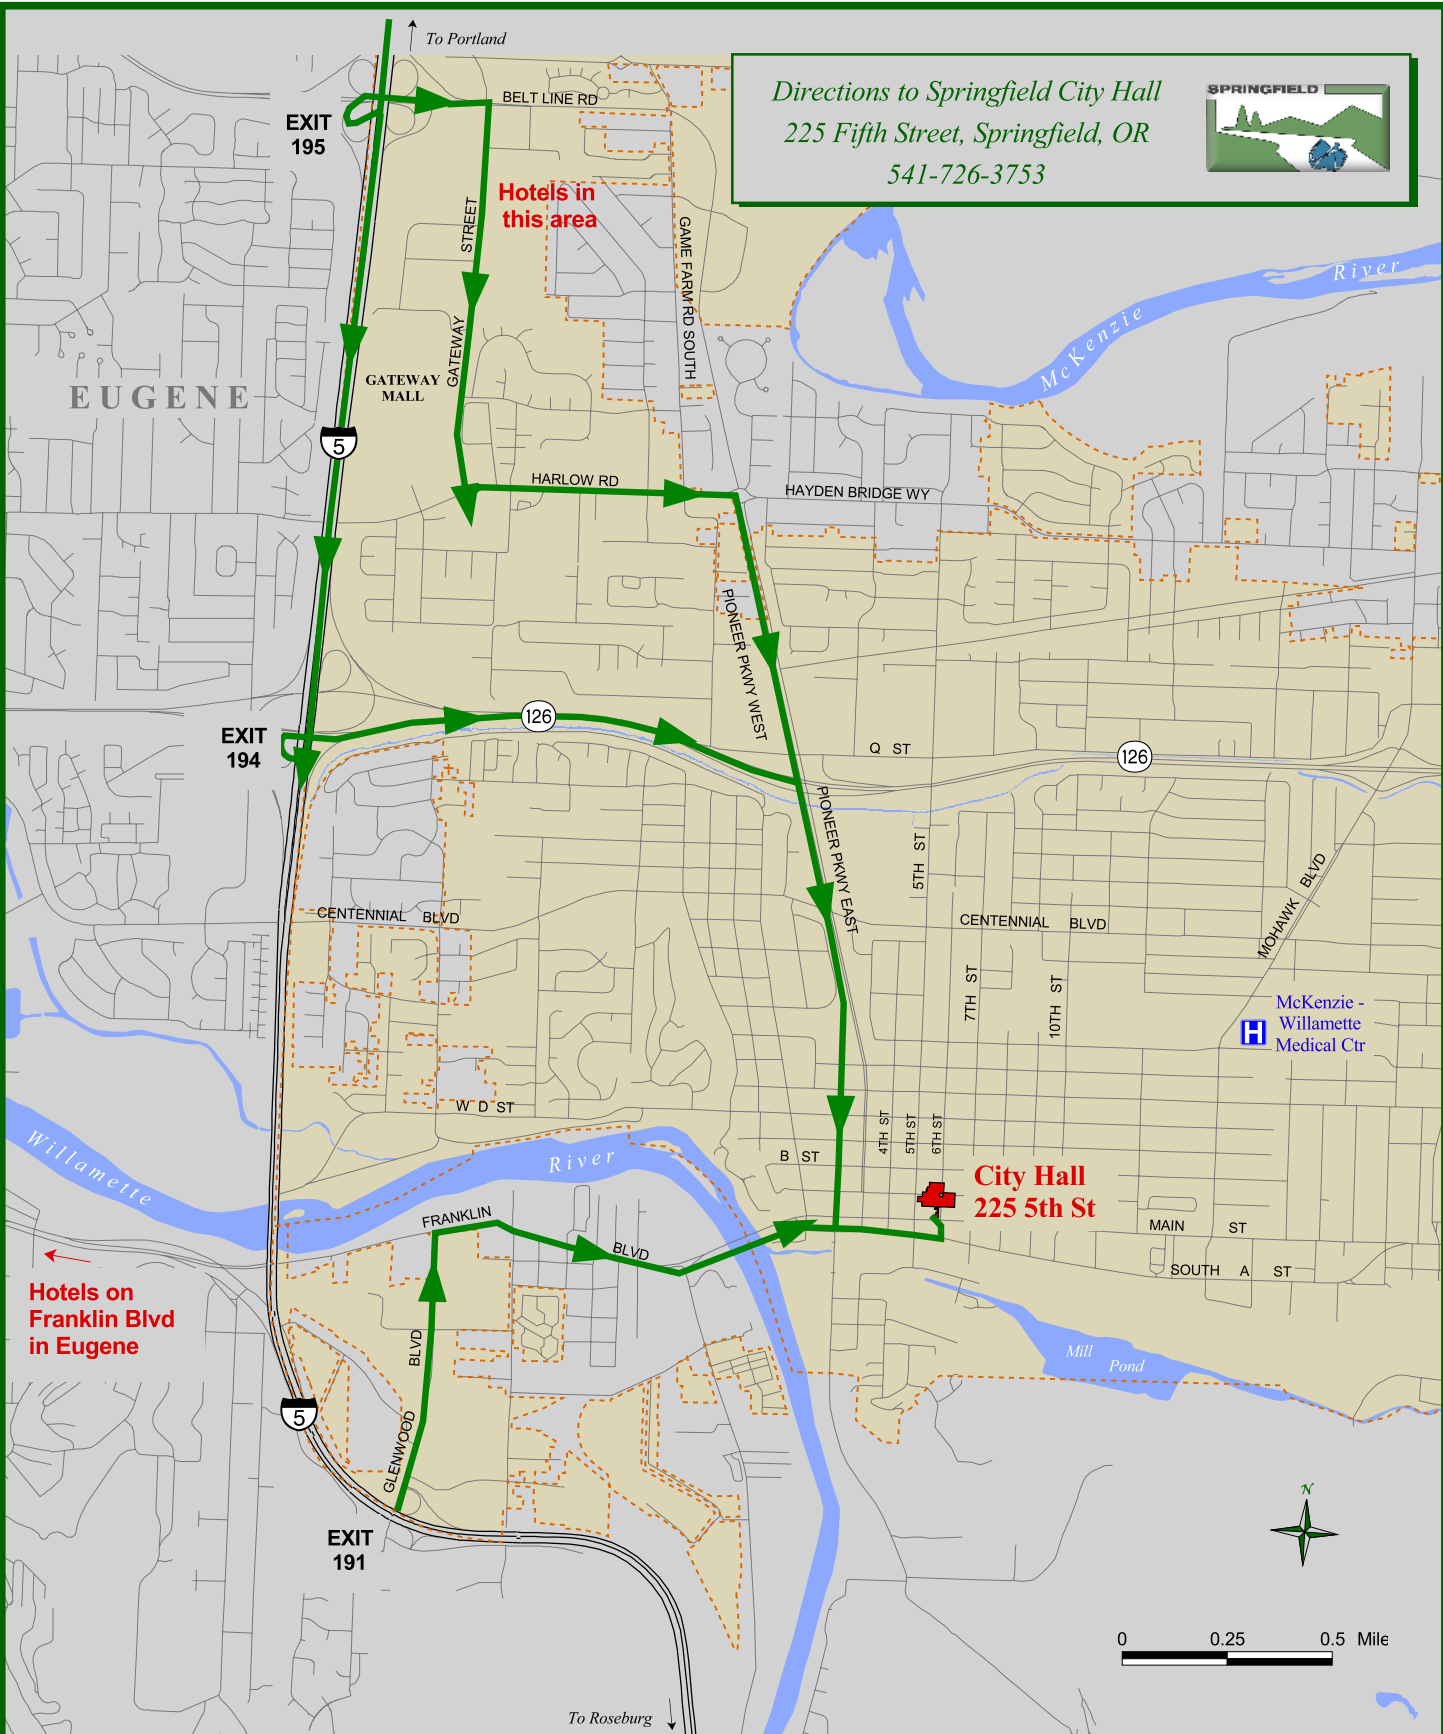 To Portland
Directions to Springfield City Hall
225 Fifth Street, Springfield, OR
541-726-3753
SPRINGFIELD
BELT LINE RD
EXIT
195
Hotels in
this area
STREET
GATEWAY
GAME FARM RD SOUTH
McKenzie
River
EUGENE
GATEWAY
MALL
5
HARLOW RD
HAYDEN BRIDGE WY
PIONEER PKWY WEST
EXIT
194
126
Q ST
126
PIONEER PKWY EAST
5TH ST
MOHAWK BLVD
CENTENNIAL BLVD
CENTENNIAL BLVD
7TH ST
10TH ST
McKenzie -
Willamette
Medical Ctr
H
W D ST
4TH ST
5TH ST
6TH ST
B ST
Willamette
River
City Hall
225 5th St
FRANKLIN
BLVD
MAIN ST
SOUTH A ST
Hotels on
Franklin Blvd
in Eugene
BLVD
GLENWOOD
Mill
Pond
5
EXIT
191
N
0 0.25 0.5 Mile
To Roseburg